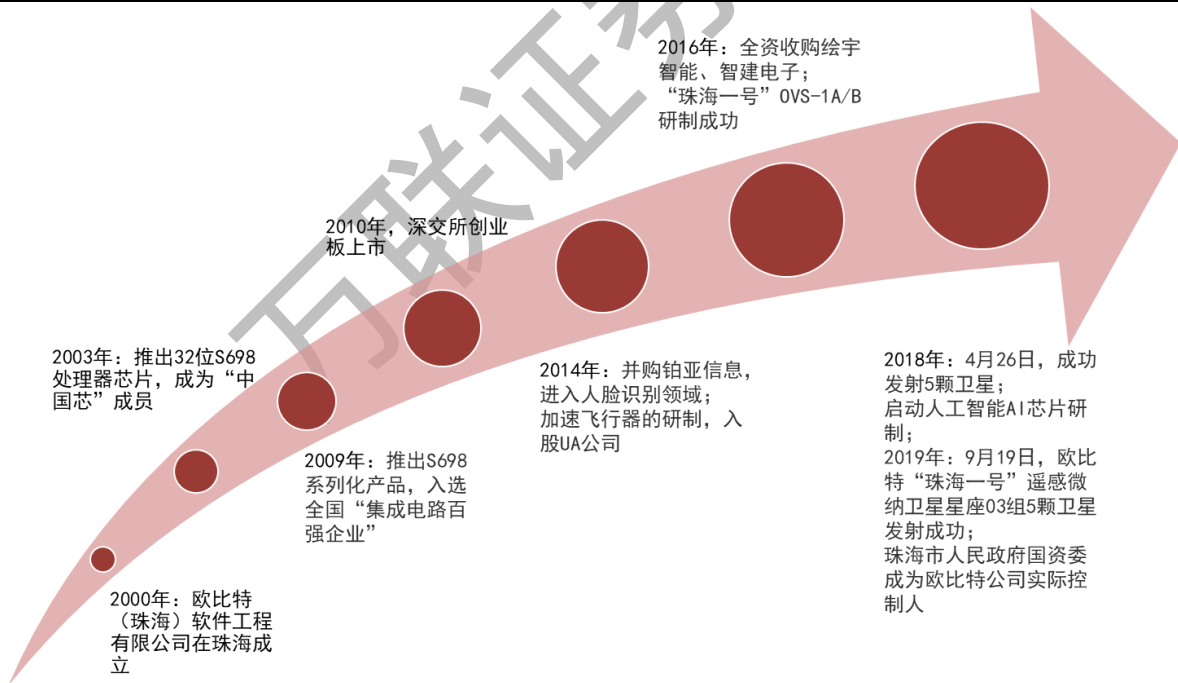 2000年：欧比特
（珠海）软件工程
有限公司在珠海成
立
2003年：推出32位S698
处理器芯片，成为“中
国芯”成员
2009年：推出S698
系列化产品，入选
全国“集成电路百
强企业”
2010年，深交所创业
板上市
2014年：并购铂亚信息，
进入人脸识别领域；
加速飞行器的研制，入
股UA公司
2016年：全资收购绘宇
智能、智建电子；
“珠海一号”OVS-1A/B
研制成功
2018年：4月26日，成功
发射5颗卫星；
启动人工智能AI芯片研
制；
2019年：9月19日，欧比
特“珠海一号”遥感微
纳卫星星座03组5颗卫星
发射成功；
珠海市人民政府国资委
成为欧比特公司实际控
制人
万联证券